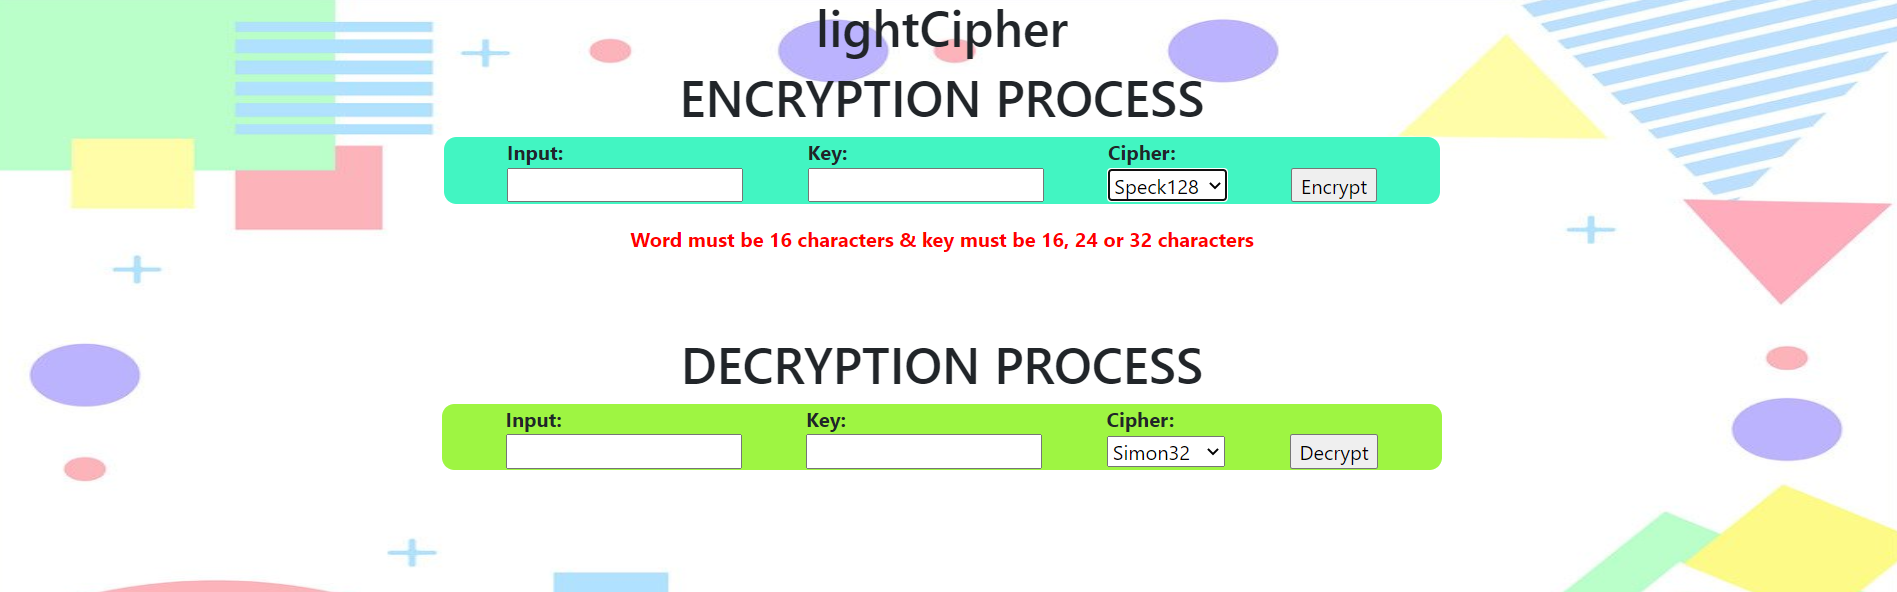 lightCipher
ENCRYPTION PROCESS
Input: Key: Cipher:
Speck128 Encrypt
Word must be 16 characters & key must be 16, 24 or 32 characters
DECRYPTION PROCESS
Input: Key: Cipher:
Simon32 Decrypt